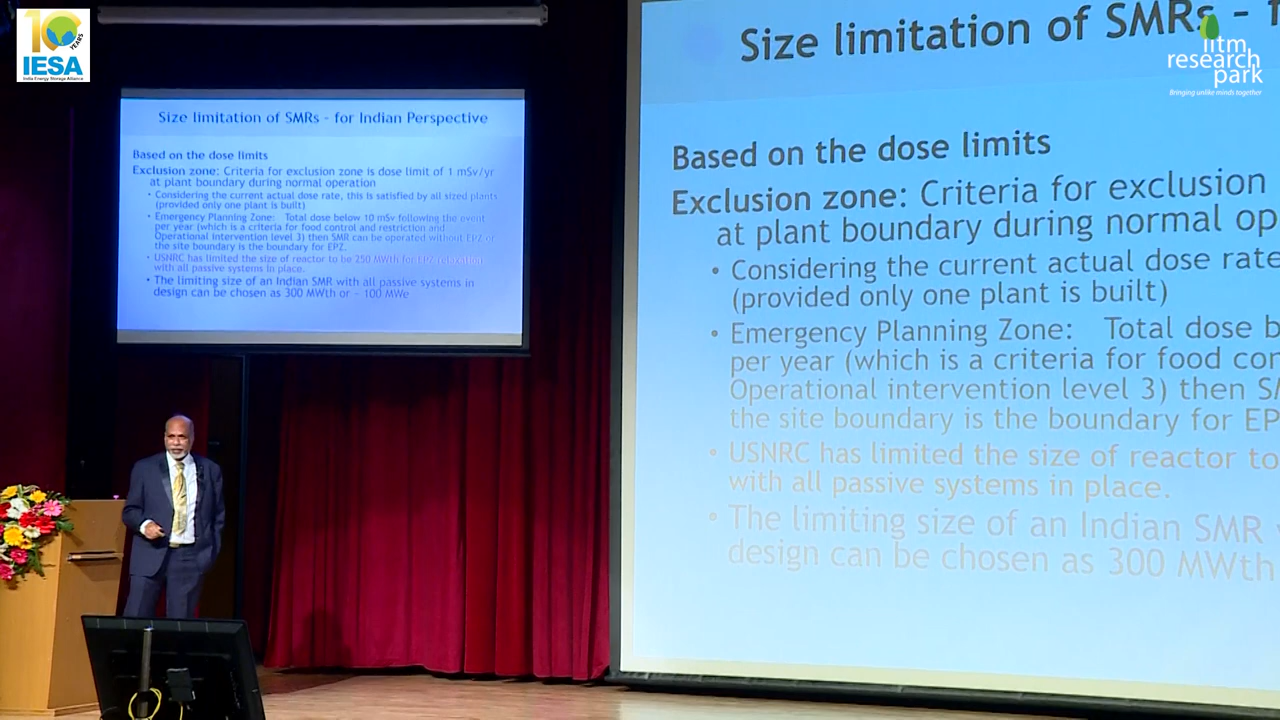 10
YEARS
IESA
India Energy Storage Alliance
iitm
research
park
Bringing unlike minds together
Size limitation of SMRs - for Indian Perspective
Based on the dose limits
Exclusion zone: Criteria for exclusion zone is dose limit of 1 mSv/yr
at plant boundary during normal operation
• Considering the current actual dose rate, this is satisfied by all sized plants
(provided only one plant is built)
• Emergency Planning Zone: Total dose below 10 mSv following the event
per year (which is a criteria for food control and restriction and
Operational intervention level 3) then SMR can be operated without EPZ or
the site boundary is the boundary for EPZ.
• USNRC has limited the size of reactor to be 250 MWth for EPZ relaxation
with all passive systems in place.
• The limiting size of an Indian SMR with all passive systems in
design can be chosen as 300 MWth or ~ 100 MWe
Size limitation of SMRs -
Based on the dose limits
Exclusion zone: Criteria for exclusion
at plant boundary during normal op
• Considering the current actual dose rate
(provided only one plant is built)
• Emergency Planning Zone: Total dose b
per year (which is a criteria for food con
Operational intervention level 3) then SM
the site boundary is the boundary for EP
• USNRC has limited the size of reactor to
with all passive systems in place.
• The limiting size of an Indian SMR
design can be chosen as 300 MWth